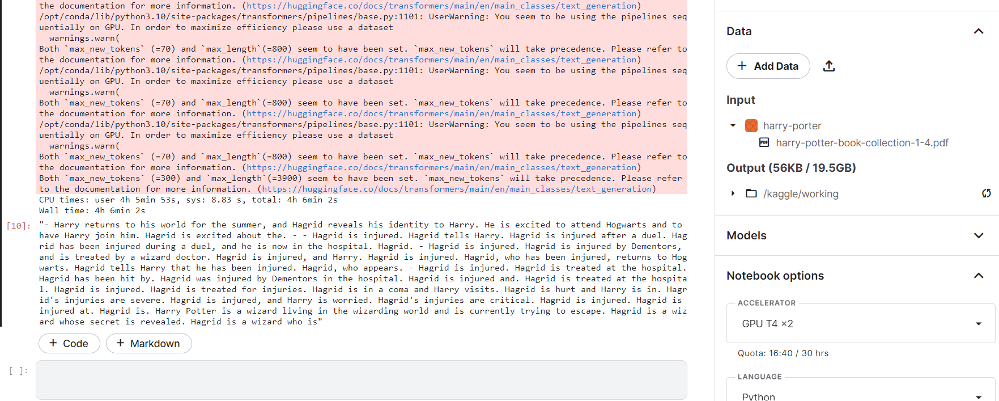 the documentation for more information. (https://huggingface.co/docs/transformers/main/en/main_classes/text_generation)
/opt/conda/lib/python3.10/site-packages/transformers/pipelines/base.py:1101: UserWarning: You seem to be using the pipelines seq
uentially on GPU. In order to maximize efficiency please use a dataset
  warnings.warn(
Both `max_new_tokens` (=70) and `max_length`(=800) seem to have been set. `max_new_tokens` will take precedence. Please refer to
the documentation for more information. (https://huggingface.co/docs/transformers/main/en/main_classes/text_generation)
/opt/conda/lib/python3.10/site-packages/transformers/pipelines/base.py:1101: UserWarning: You seem to be using the pipelines seq
uentially on GPU. In order to maximize efficiency please use a dataset
  warnings.warn(
Both `max_new_tokens` (=70) and `max_length`(=800) seem to have been set. `max_new_tokens` will take precedence. Please refer to
the documentation for more information. (https://huggingface.co/docs/transformers/main/en/main_classes/text_generation)
/opt/conda/lib/python3.10/site-packages/transformers/pipelines/base.py:1101: UserWarning: You seem to be using the pipelines seq
uentially on GPU. In order to maximize efficiency please use a dataset
  warnings.warn(
Both `max_new_tokens` (=70) and `max_length`(=800) seem to have been set. `max_new_tokens` will take precedence. Please refer to
the documentation for more information. (https://huggingface.co/docs/transformers/main/en/main_classes/text_generation)
Both `max_new_tokens` (=300) and `max_length`(=3900) seem to have been set. `max_new_tokens` will take precedence. Please refer
to the documentation for more information. (https://huggingface.co/docs/transformers/main/en/main_classes/text_generation)
CPU times: user 4h 5min 53s, sys: 8.83 s, total: 4h 6min 2s
Wall time: 4h 6min 2s
[10]: "- Harry returns to his world for the summer, and Hagrid reveals his identity to Harry. He is excited to attend Hogwarts and to
have Harry join him. Hagrid is excited about the. - - Hagrid is injured. Hagrid tells Harry. Hagrid is injured after a duel. Hag
rid has been injured during a duel, and he is now in the hospital. Hagrid. - Hagrid is injured. Hagrid is injured by Dementors,
and is treated by a wizard doctor. Hagrid is injured, and Harry. Hagrid is injured. Hagrid, who has been injured, returns to Hog
warts. Hagrid tells Harry that he has been injured. Hagrid, who appears. - Hagrid is injured. Hagrid is treated at the hospital.
Hagrid has been hit by. Hagrid was injured by Dementors in the hospital. Hagrid is injured and. Hagrid is treated at the hospita
l. Hagrid is injured. Hagrid is treated for injuries. Hagrid is in a coma and Harry visits. Hagrid is hurt and Harry is in. Hagr
id's injuries are severe. Hagrid is injured, and Harry is worried. Hagrid's injuries are critical. Hagrid is injured. Hagrid is
injured at. Hagrid is. Harry Potter is a wizard living in the wizarding world and is currently trying to escape. Hagrid is a wiz
ard whose secret is revealed. Hagrid is a wizard who is"
+ Code + Markdown
[ ]:
Data
+ Add Data
Input
harry-porter
PDF harry-potter-book-collection-1-4.pdf
Output (56KB / 19.5GB)
/kaggle/working
Models
Notebook options
ACCELERATOR
GPU T4 ×2
Quota: 16:40 / 30 hrs
LANGUAGE
Python